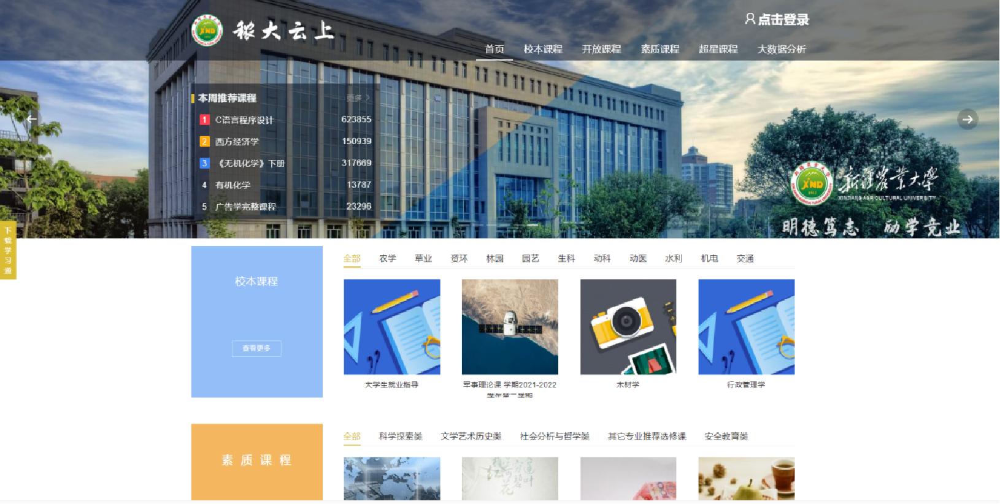 秾大云上
点击登录
首页 校本课程 开放课程 素质课程 超星课程 大数据分析
本周推荐课程 更多
1 C语言程序设计 623855
2 西方经济学 150939
3 《无机化学》下册 317669
4 有机化学 13787
5 广告学完整课程 23296
新疆农业大学
XINJIANG AGRICULTURAL UNIVERSITY
明德笃志 励学竞业
下载学习通
校本课程
查看更多
全部 农学 草业 资环 林园 园艺 生科 动科 动医 水利 机电 交通
大学生就业指导
军事理论课 学期2021-2022
学年第二学期
木材学
行政管理学
素质课程
全部 科学探索类 文学艺术历史类 社会分析与哲学类 其它专业推荐选修课 安全教育类